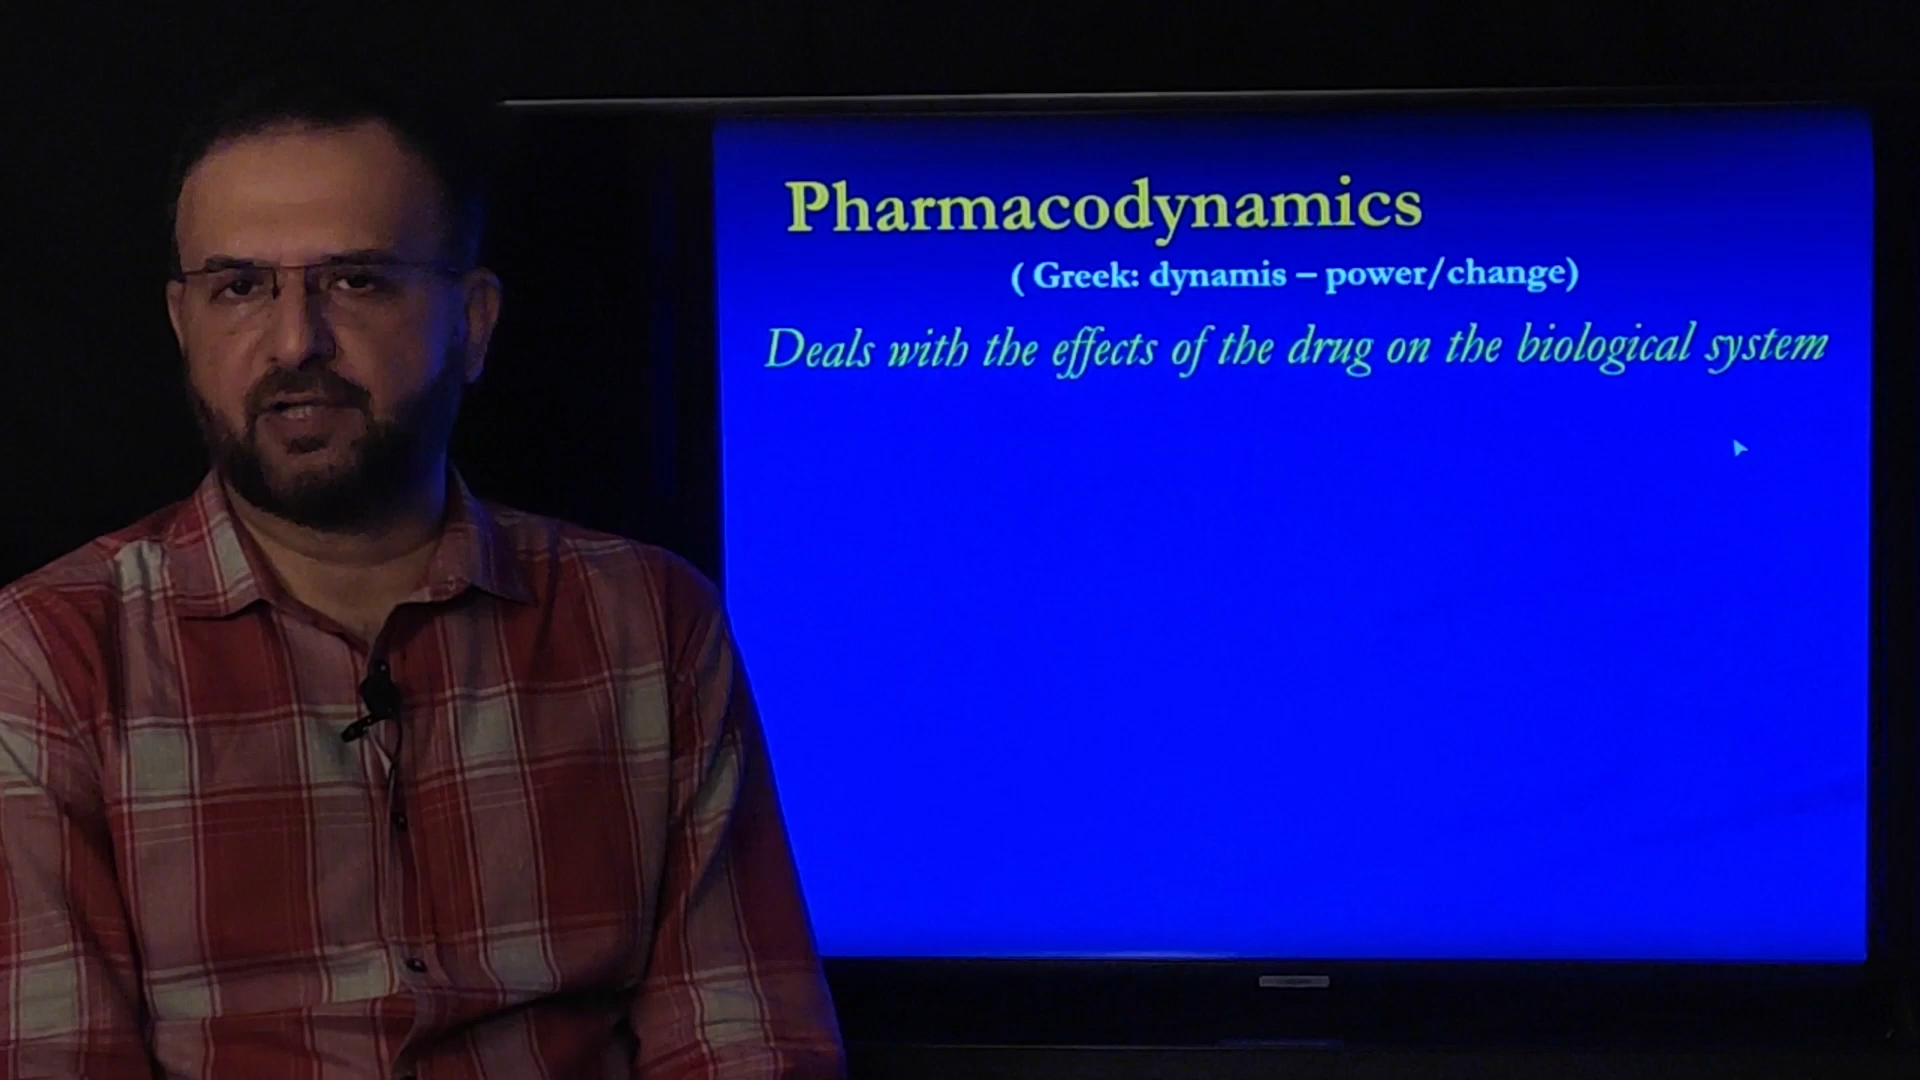 Pharmacodynamics
( Greek: dynamis – power/change)
Deals with the effects of the drug on the biological system